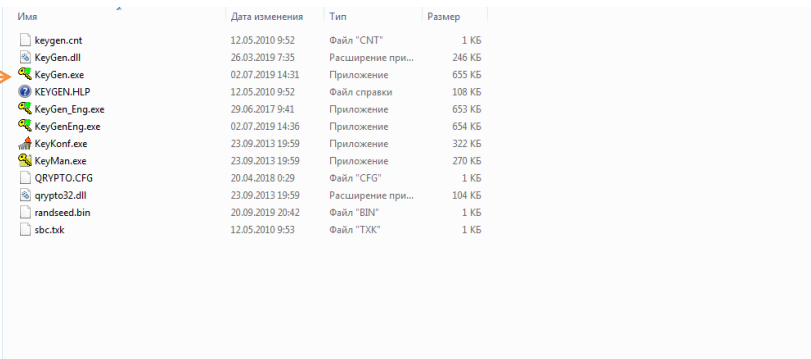 Имя Дата изменения Тип Размер
keygen.cnt 12.05.2010 9:52 Файл "CNT" 1 КБ
KeyGen.dll 26.03.2019 7:35 Расширение при... 246 КБ
KeyGen.exe 02.07.2019 14:31 Приложение 655 КБ
KEYGEN.HLP 12.05.2010 9:52 Файл справки 108 КБ
KeyGen_Eng.exe 29.06.2017 9:41 Приложение 653 КБ
KeyGenEng.exe 02.07.2019 14:36 Приложение 654 КБ
KeyKonf.exe 23.09.2013 19:59 Приложение 322 КБ
KeyMan.exe 23.09.2013 19:59 Приложение 270 КБ
QRYPTO.CFG 20.04.2018 0:29 Файл "CFG" 1 КБ
qrypto32.dll 23.09.2013 19:59 Расширение при... 104 КБ
randseed.bin 20.09.2019 20:42 Файл "BIN" 1 КБ
sbc.txk 12.05.2010 9:53 Файл "TXK" 1 КБ